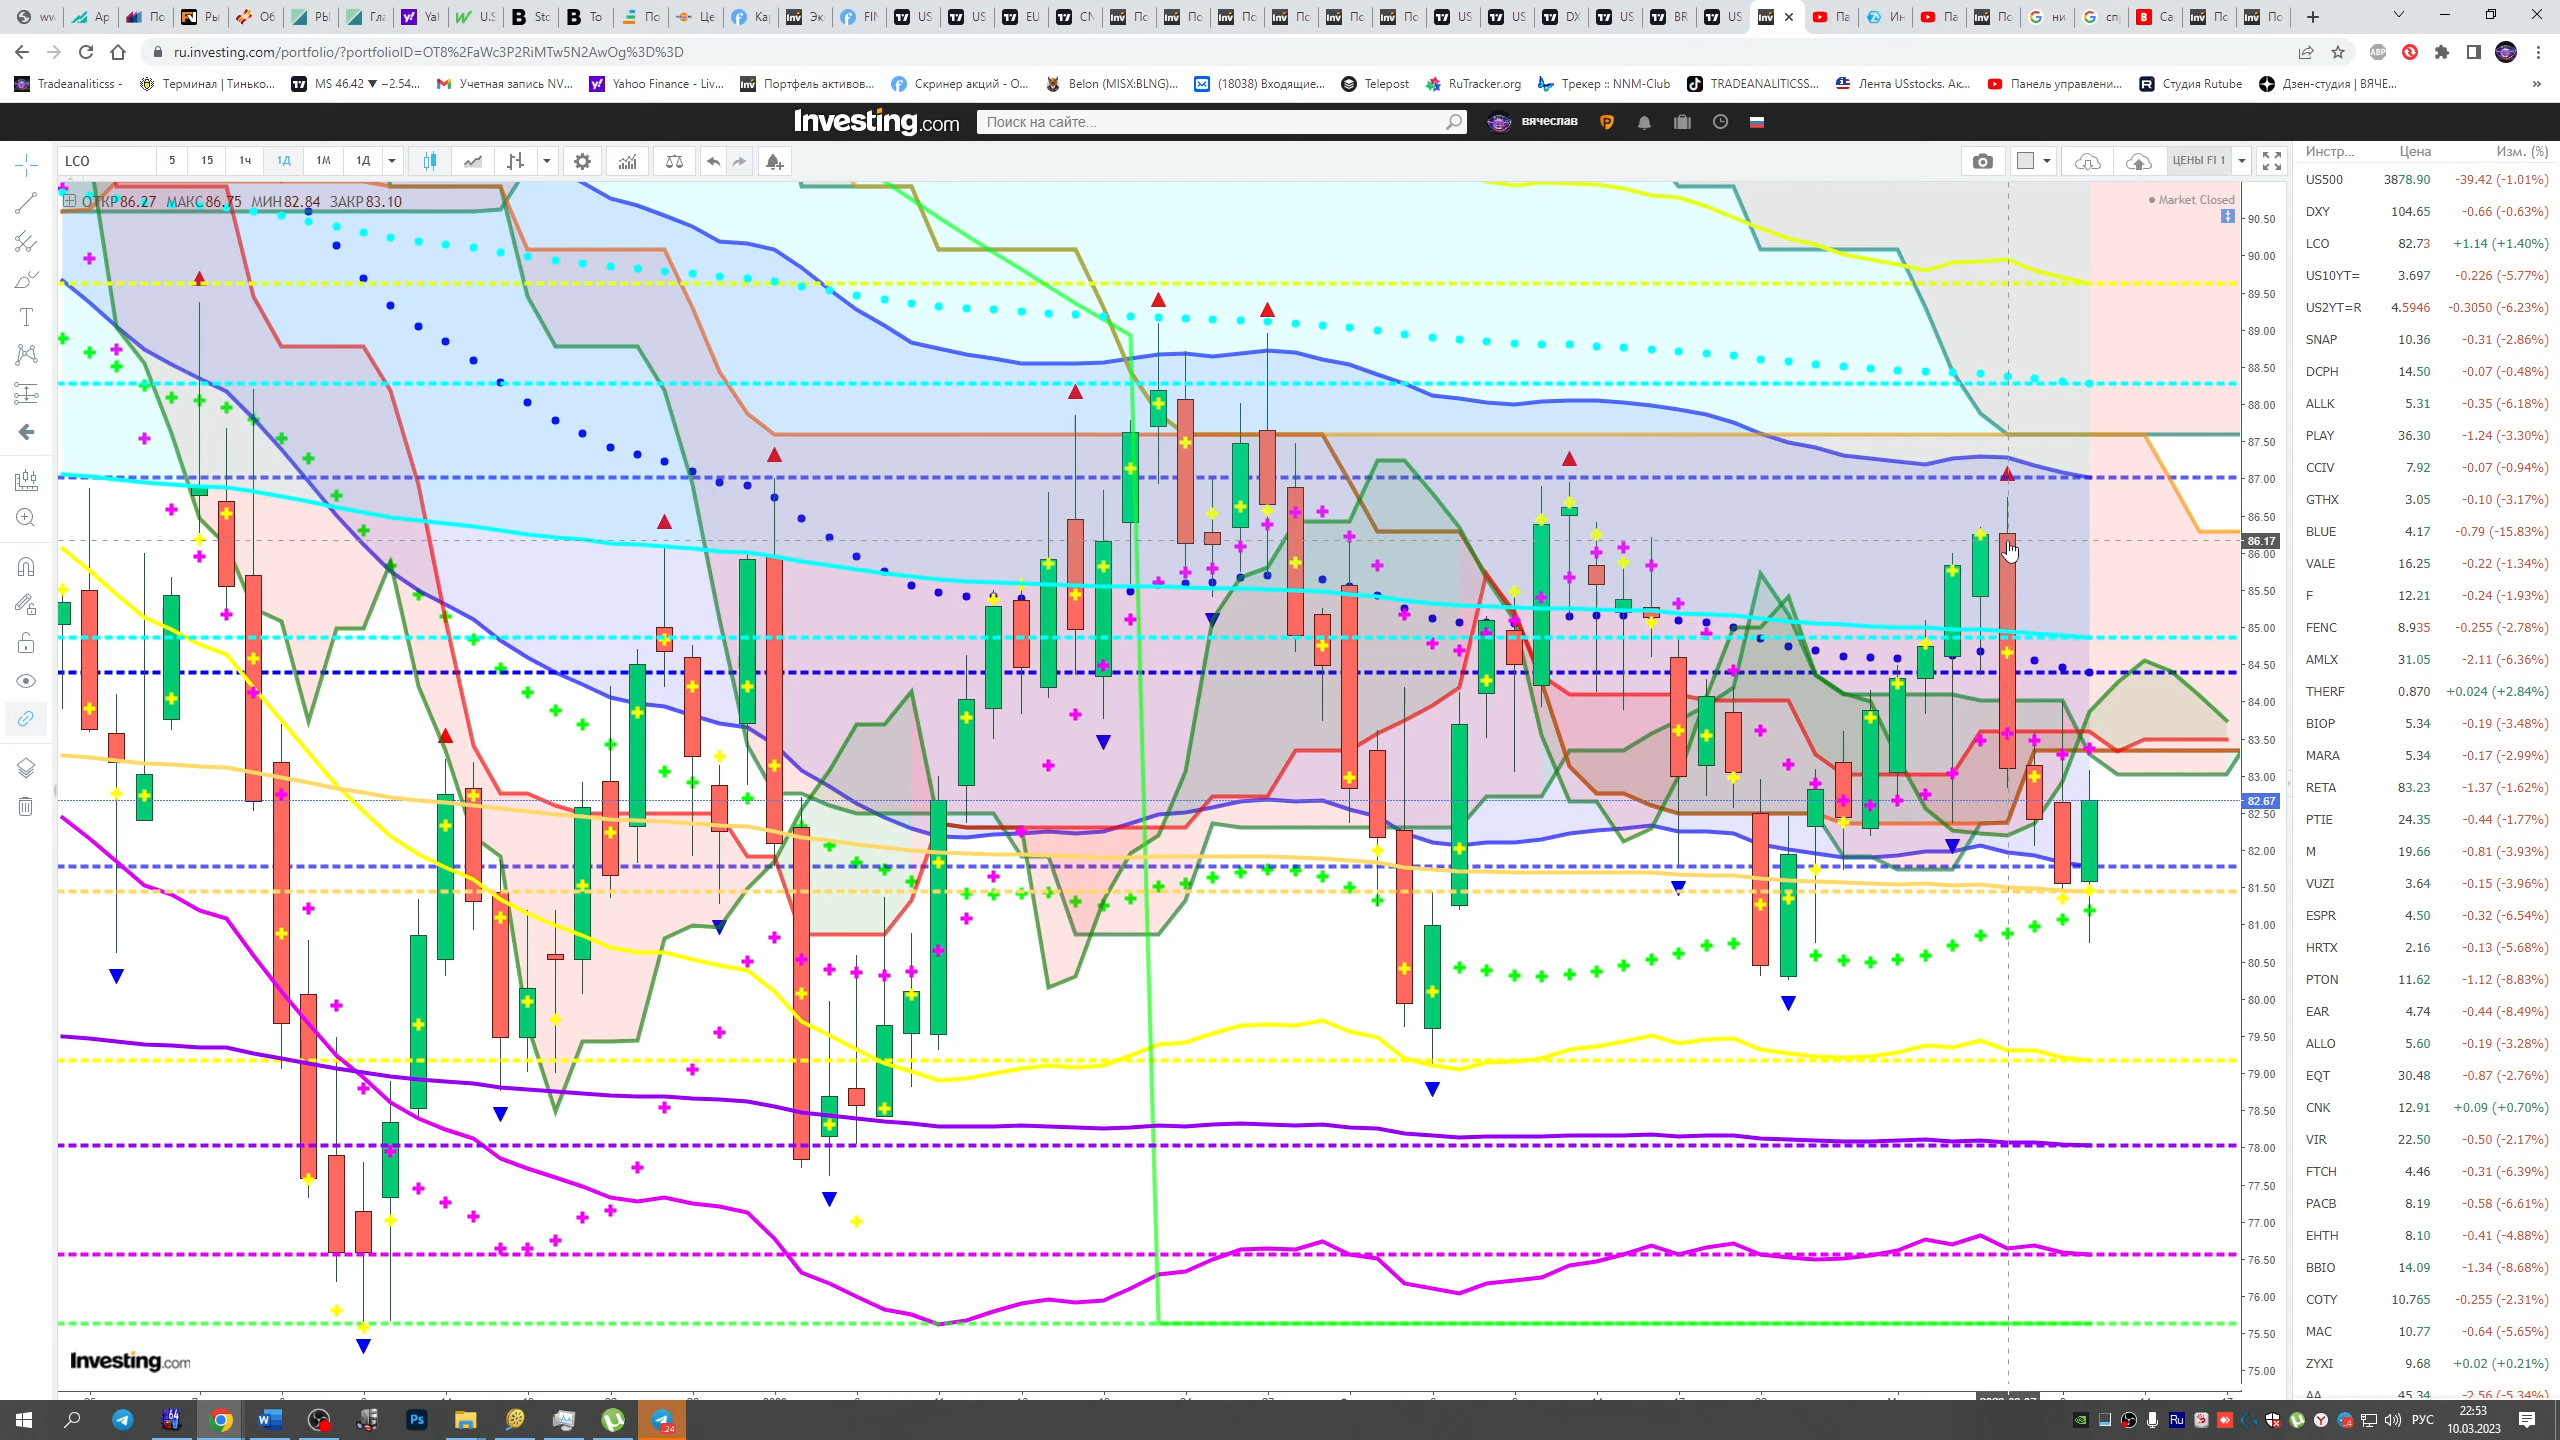 ru.investing.com/portfolio/?portfolioID=OT8%2FaWc3P2RiMTw5N2AwOg%3D%3D
Tradeanaliticss - Терминал | Тинько... MS 46.42 ▼ −2.54... Учетная запись NV... Yahoo Finance - Liv... Портфель активов... Скринер акций - O... Belon (MISX:BLNG)... (18038) Входящие... Telepost RuTracker.org Трекер :: NNM-Club TRADEANALITICSS... Лента USstocks. Ак... Панель управлени... Студия Rutube Дзен-студия | ВЯЧЕ...
Investing.com Поиск на сайте... вячеслав
LCO 5 15 1ч 1Д 1М 1Д ЦЕНЫ FI 1
ОТКР 86.27 МАКС 86.75 МИН 82.84 ЗАКР 83.10
Market Closed
90.50
90.00
89.50
89.00
88.50
88.00
87.50
87.00
86.50
86.17
86.00
85.50
85.00
84.50
84.00
83.50
83.00
82.67
82.50
82.00
81.50
81.00
80.50
80.00
79.50
79.00
78.50
78.00
77.50
77.00
76.50
76.00
75.50
75.00
Investing.com
Инстр... Цена Изм. (%)
US500 3878.90 -39.42 (-1.01%)
DXY 104.65 -0.66 (-0.63%)
LCO 82.73 +1.14 (+1.40%)
US10YT= 3.697 -0.226 (-5.77%)
US2YT=R 4.5946 -0.3050 (-6.23%)
SNAP 10.36 -0.31 (-2.86%)
DCPH 14.50 -0.07 (-0.48%)
ALLK 5.31 -0.35 (-6.18%)
PLAY 36.30 -1.24 (-3.30%)
CCIV 7.92 -0.07 (-0.94%)
GTHX 3.05 -0.10 (-3.17%)
BLUE 4.17 -0.79 (-15.83%)
VALE 16.25 -0.22 (-1.34%)
F 12.21 -0.24 (-1.93%)
FENC 8.935 -0.255 (-2.78%)
AMLX 31.05 -2.11 (-6.36%)
THERF 0.870 +0.024 (+2.84%)
BIOP 5.34 -0.19 (-3.48%)
MARA 5.34 -0.17 (-2.99%)
RETA 83.23 -1.37 (-1.62%)
PTIE 24.35 -0.44 (-1.77%)
M 19.66 -0.81 (-3.93%)
VUZI 3.64 -0.15 (-3.96%)
ESPR 4.50 -0.32 (-6.54%)
HRTX 2.16 -0.13 (-5.68%)
PTON 11.62 -1.12 (-8.83%)
EAR 4.74 -0.44 (-8.49%)
ALLO 5.60 -0.19 (-3.28%)
EQT 30.48 -0.87 (-2.76%)
CNK 12.91 +0.09 (+0.70%)
VIR 22.50 -0.50 (-2.17%)
FTCH 4.46 -0.31 (-6.39%)
PACB 8.19 -0.58 (-6.61%)
EHTH 8.10 -0.41 (-4.88%)
BBIO 14.09 -1.34 (-8.68%)
COTY 10.765 -0.255 (-2.31%)
MAC 10.77 -0.64 (-5.65%)
ZYXI 9.68 +0.02 (+0.21%)
AA 45.34 -2.56 (-5.34%)
РУС 22:53
10.03.2023